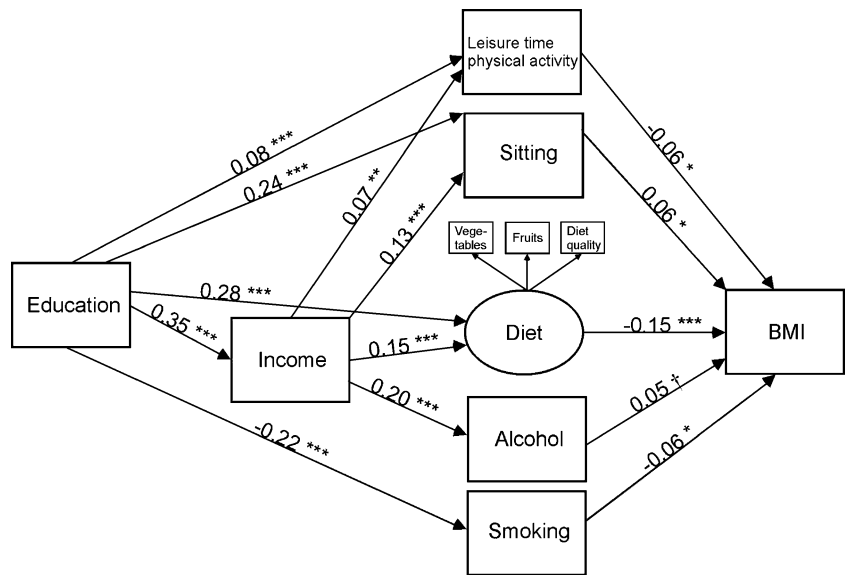 Leisure time
physical activity
0.08 ***
-0.06 *
Sitting
0.24 ***
0.07 **
0.06 *
0.13 ***
Vege-
tables
Fruits
Diet
quality
Education
0.28 ***
0.35 ***
Income
0.15 ***
Diet
-0.15 ***
BMI
0.20 ***
0.05 †
Alcohol
-0.22 ***
-0.06 *
Smoking